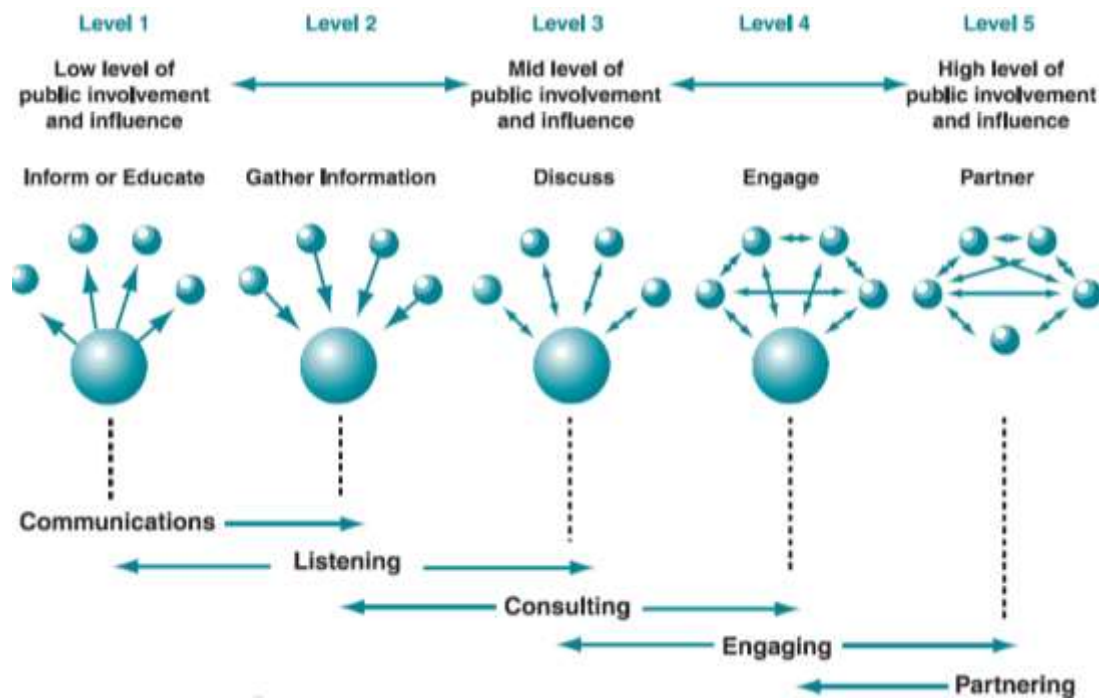 Level 1
Level 2
Level 3
Level 4
Level 5
Low level of
public involvement
and influence
Mid level of
public involvement
and influence
High level of
public involvement
and influence
Inform or Educate
Gather Information
Discuss
Engage
Partner
Communications
Listening
Consulting
Engaging
Partnering